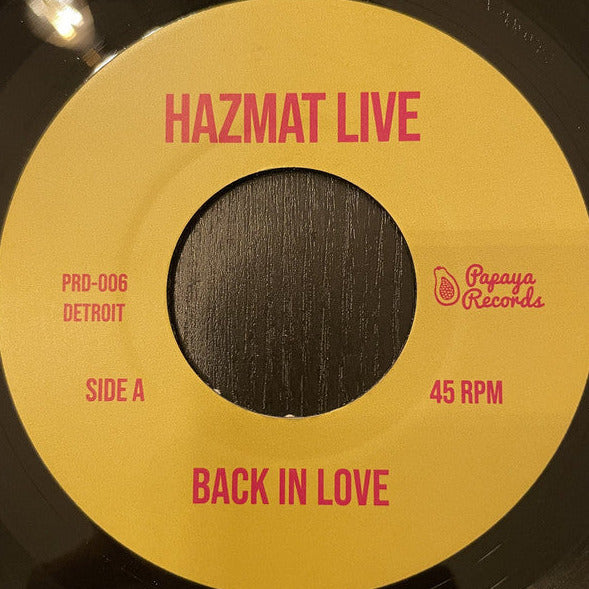 HAZMAT LIVE
PRD-006
DETROIT
Papaya
Records
SIDE A
45 RPM
BACK IN LOVE